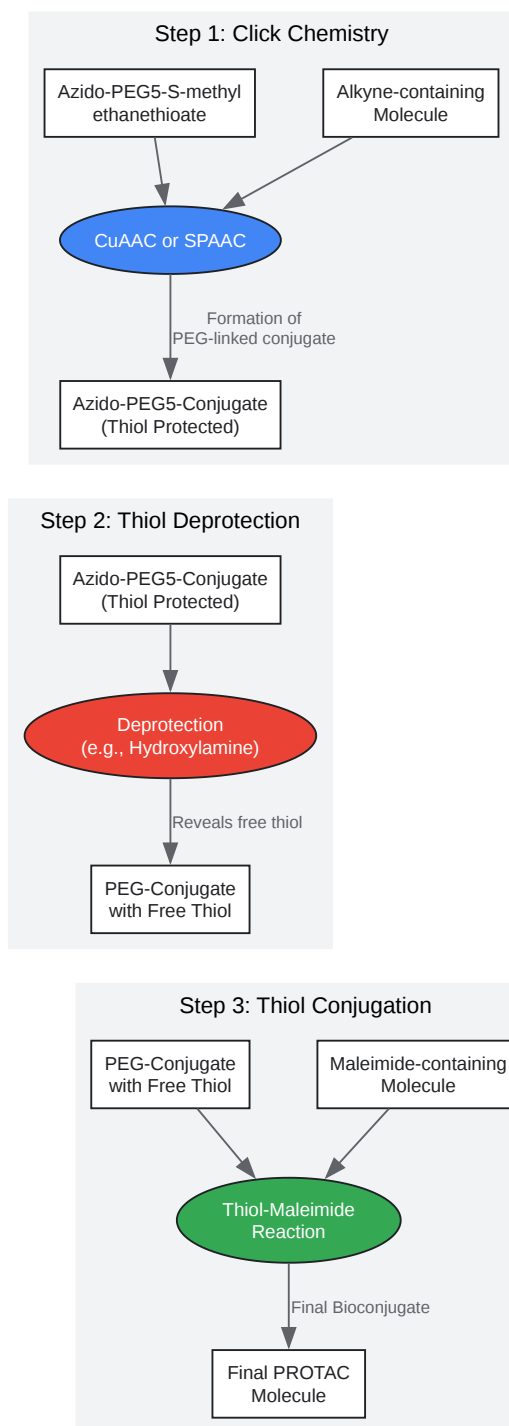 Step 1: Click Chemistry
Azido-PEG5-S-methyl
ethanethioate
Alkyne-containing
Molecule
CuAAC or SPAAC
Formation of
PEG-linked conjugate
Azido-PEG5-Conjugate
(Thiol Protected)
Step 2: Thiol Deprotection
Azido-PEG5-Conjugate
(Thiol Protected)
Deprotection
(e.g., Hydroxylamine)
Reveals free thiol
PEG-Conjugate
with Free Thiol
Step 3: Thiol Conjugation
PEG-Conjugate
with Free Thiol
Maleimide-containing
Molecule
Thiol-Maleimide
Reaction
Final Bioconjugate
Final PROTAC
Molecule